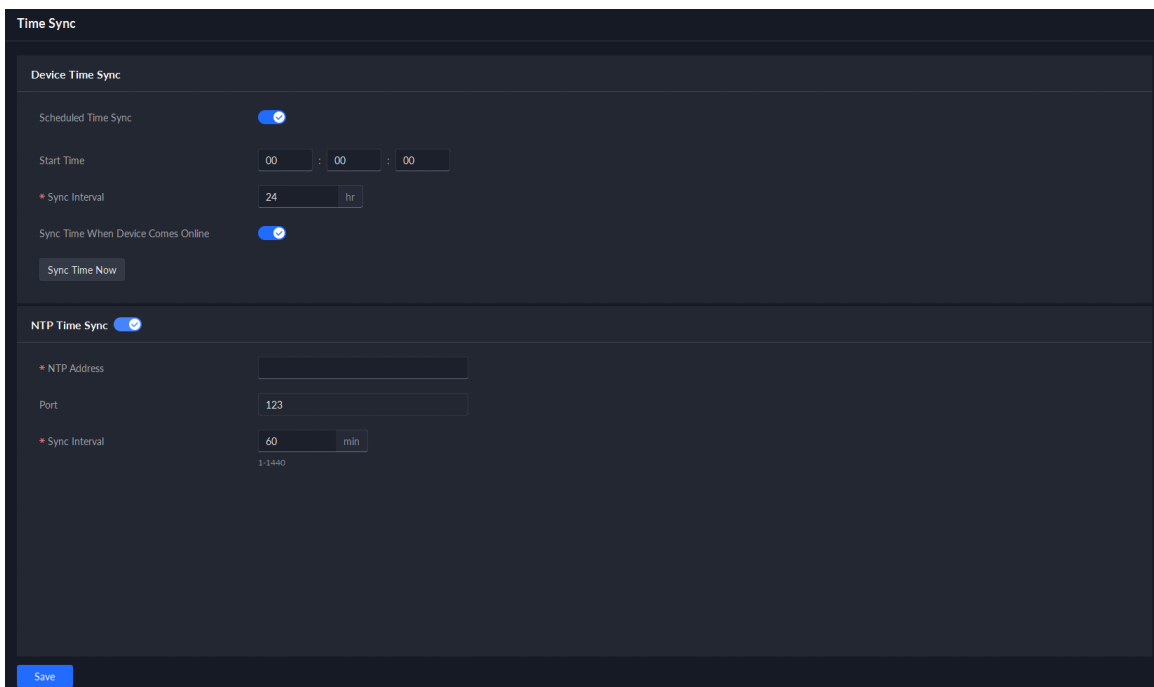 Time Sync
Device Time Sync
Scheduled Time Sync
Start Time 00 : 00 : 00
* Sync Interval 24 hr
Sync Time When Device Comes Online
Sync Time Now
NTP Time Sync
* NTP Address
Port 123
* Sync Interval 60 min
1-1440
Save